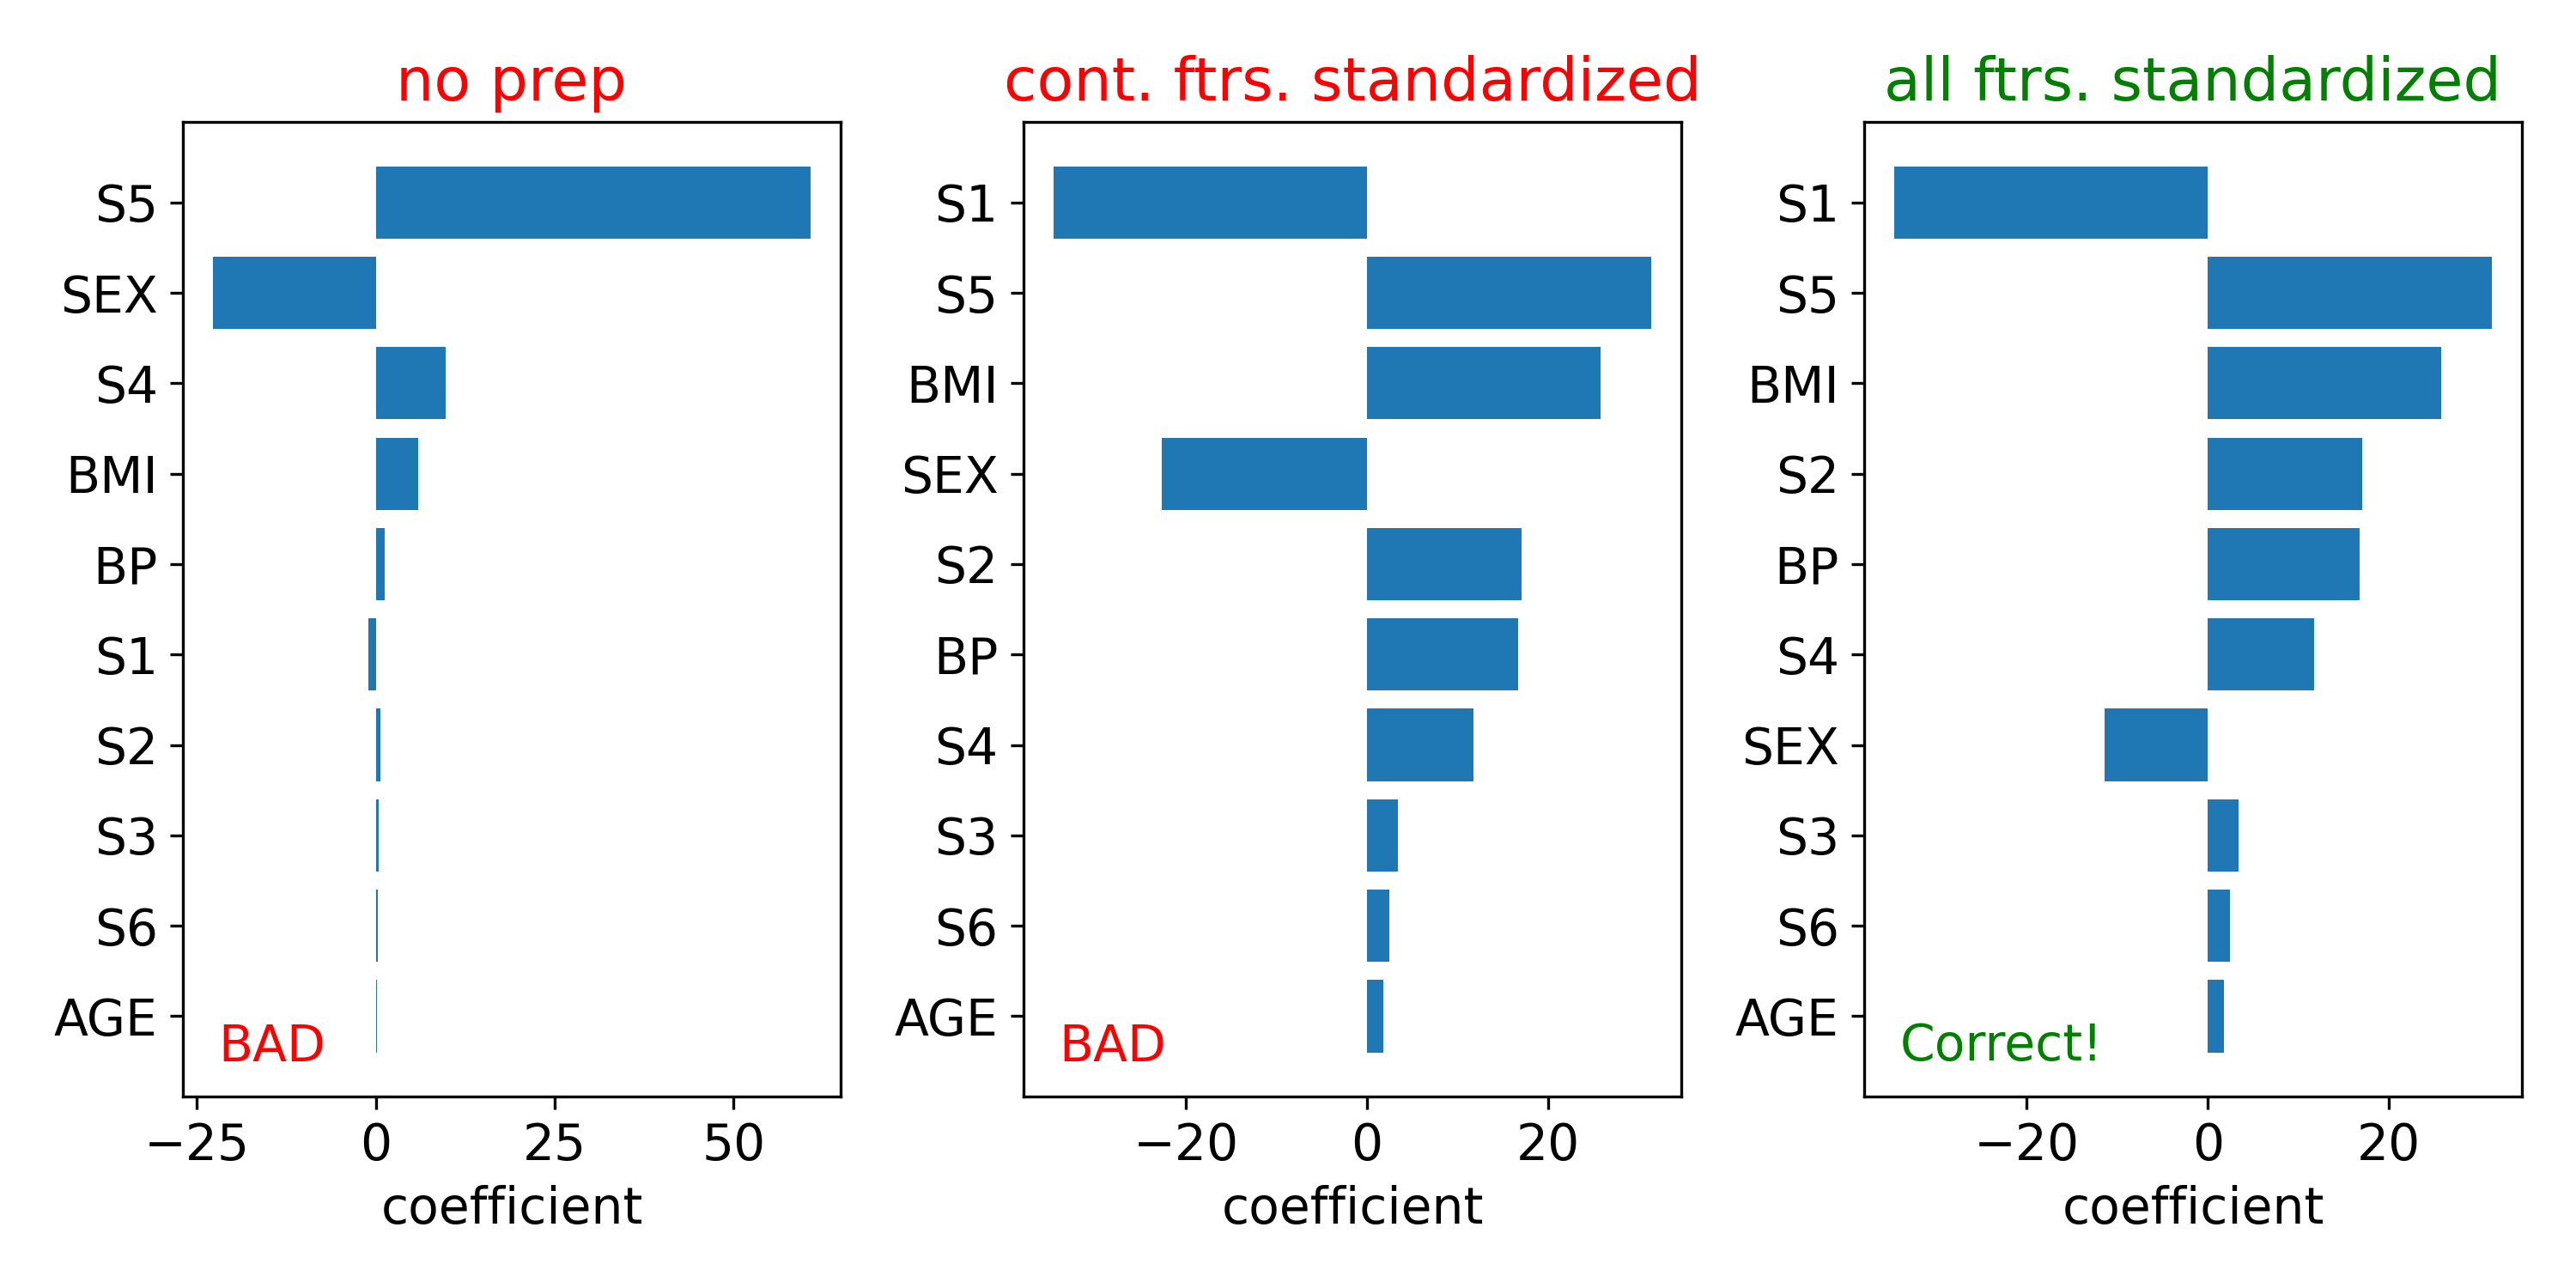 no prep
S5
SEX
S4
BMI
BP
S1
S2
S3
S6
AGE
BAD
−25 0 25 50
coefficient
cont. ftrs. standardized
S1
S5
BMI
SEX
S2
BP
S4
S3
S6
AGE
BAD
−20 0 20
coefficient
all ftrs. standardized
S1
S5
BMI
S2
BP
S4
SEX
S3
S6
AGE
Correct!
−20 0 20
coefficient